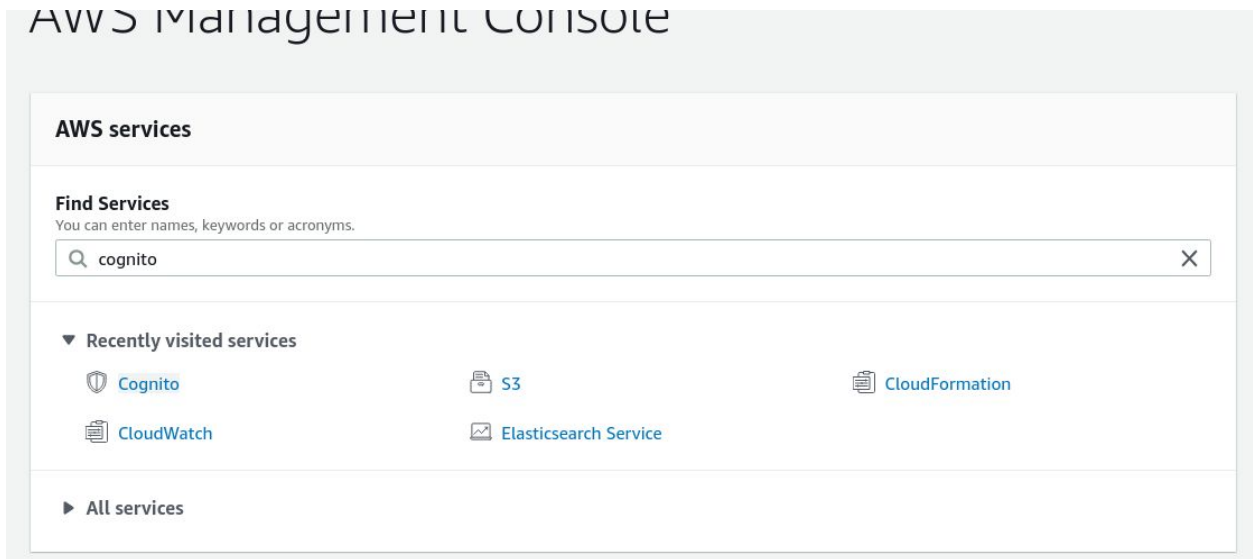 AWS Management Console
AWS services
Find Services
You can enter names, keywords or acronyms.
cognito
Recently visited services
Cognito
S3
CloudFormation
CloudWatch
Elasticsearch Service
All services